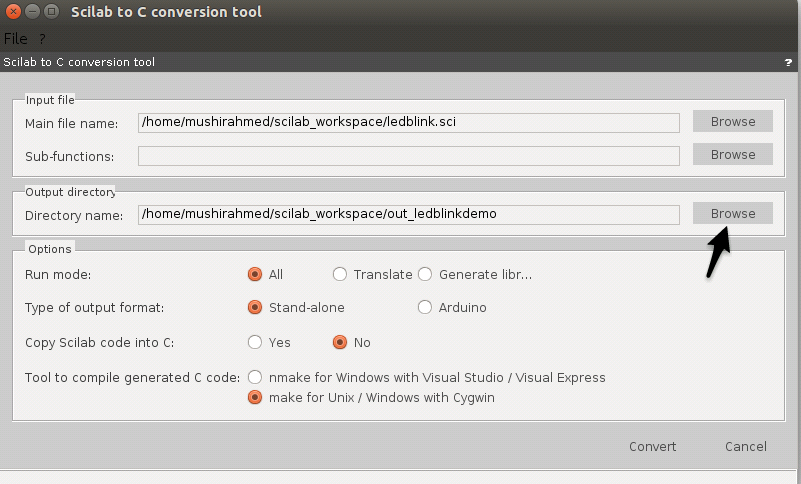 Scilab to C conversion tool
File ?
Scilab to C conversion tool ?
Input file
Main file name: /home/mushirahmed/scilab_workspace/ledblink.sci Browse
Sub-functions: Browse
Output directory
Directory name: /home/mushirahmed/scilab_workspace/out_ledblinkdemo Browse
Options
Run mode: All Translate Generate libr...
Type of output format: Stand-alone Arduino
Copy Scilab code into C: Yes No
Tool to compile generated C code: nmake for Windows with Visual Studio / Visual Express
make for Unix / Windows with Cygwin
Convert Cancel